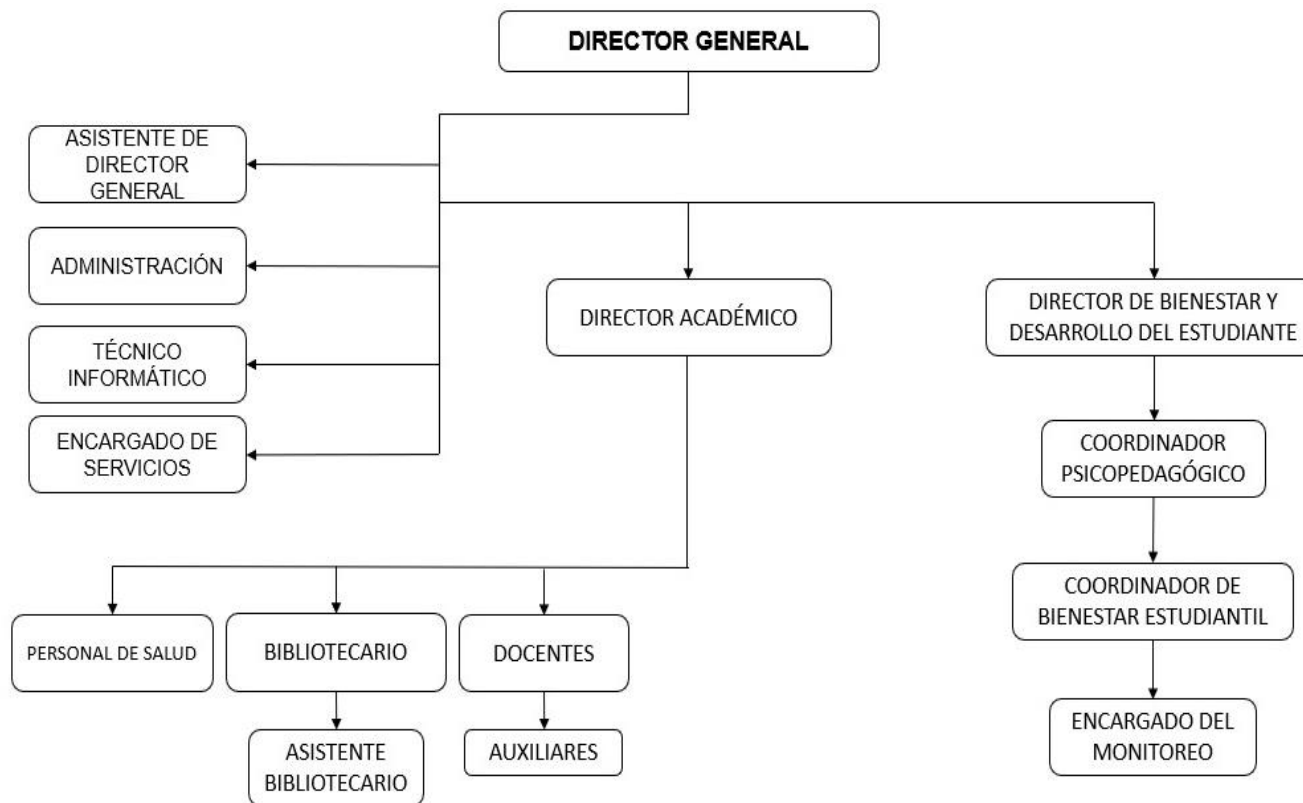 DIRECTOR GENERAL
ASISTENTE DE
DIRECTOR
GENERAL
ADMINISTRACIÓN
TÉCNICO
INFORMÁTICO
ENCARGADO DE
SERVICIOS
DIRECTOR ACADÉMICO
DIRECTOR DE BIENESTAR Y
DESARROLLO DEL ESTUDIANTE
COORDINADOR
PSICOPEDAGÓGICO
COORDINADOR DE
BIENESTAR ESTUDIANTIL
ENCARGADO DEL
MONITOREO
PERSONAL DE SALUD
BIBLIOTECARIO
DOCENTES
ASISTENTE
BIBLIOTECARIO
AUXILIARES